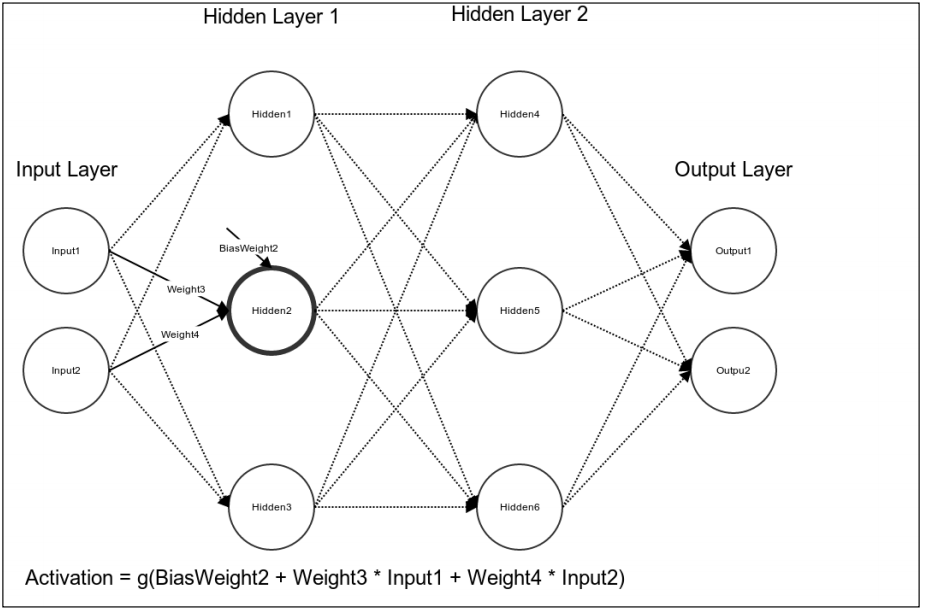 Hidden Layer 1
Hidden Layer 2
Hidden1
Hidden4
Input Layer
Output Layer
Input1
BiasWeight2
Output1
Weight3
Hidden2
Hidden5
Weight4
Input2
Outpu2
Hidden3
Hidden6
Activation = g(BiasWeight2 + Weight3 * Input1 + Weight4 * Input2)